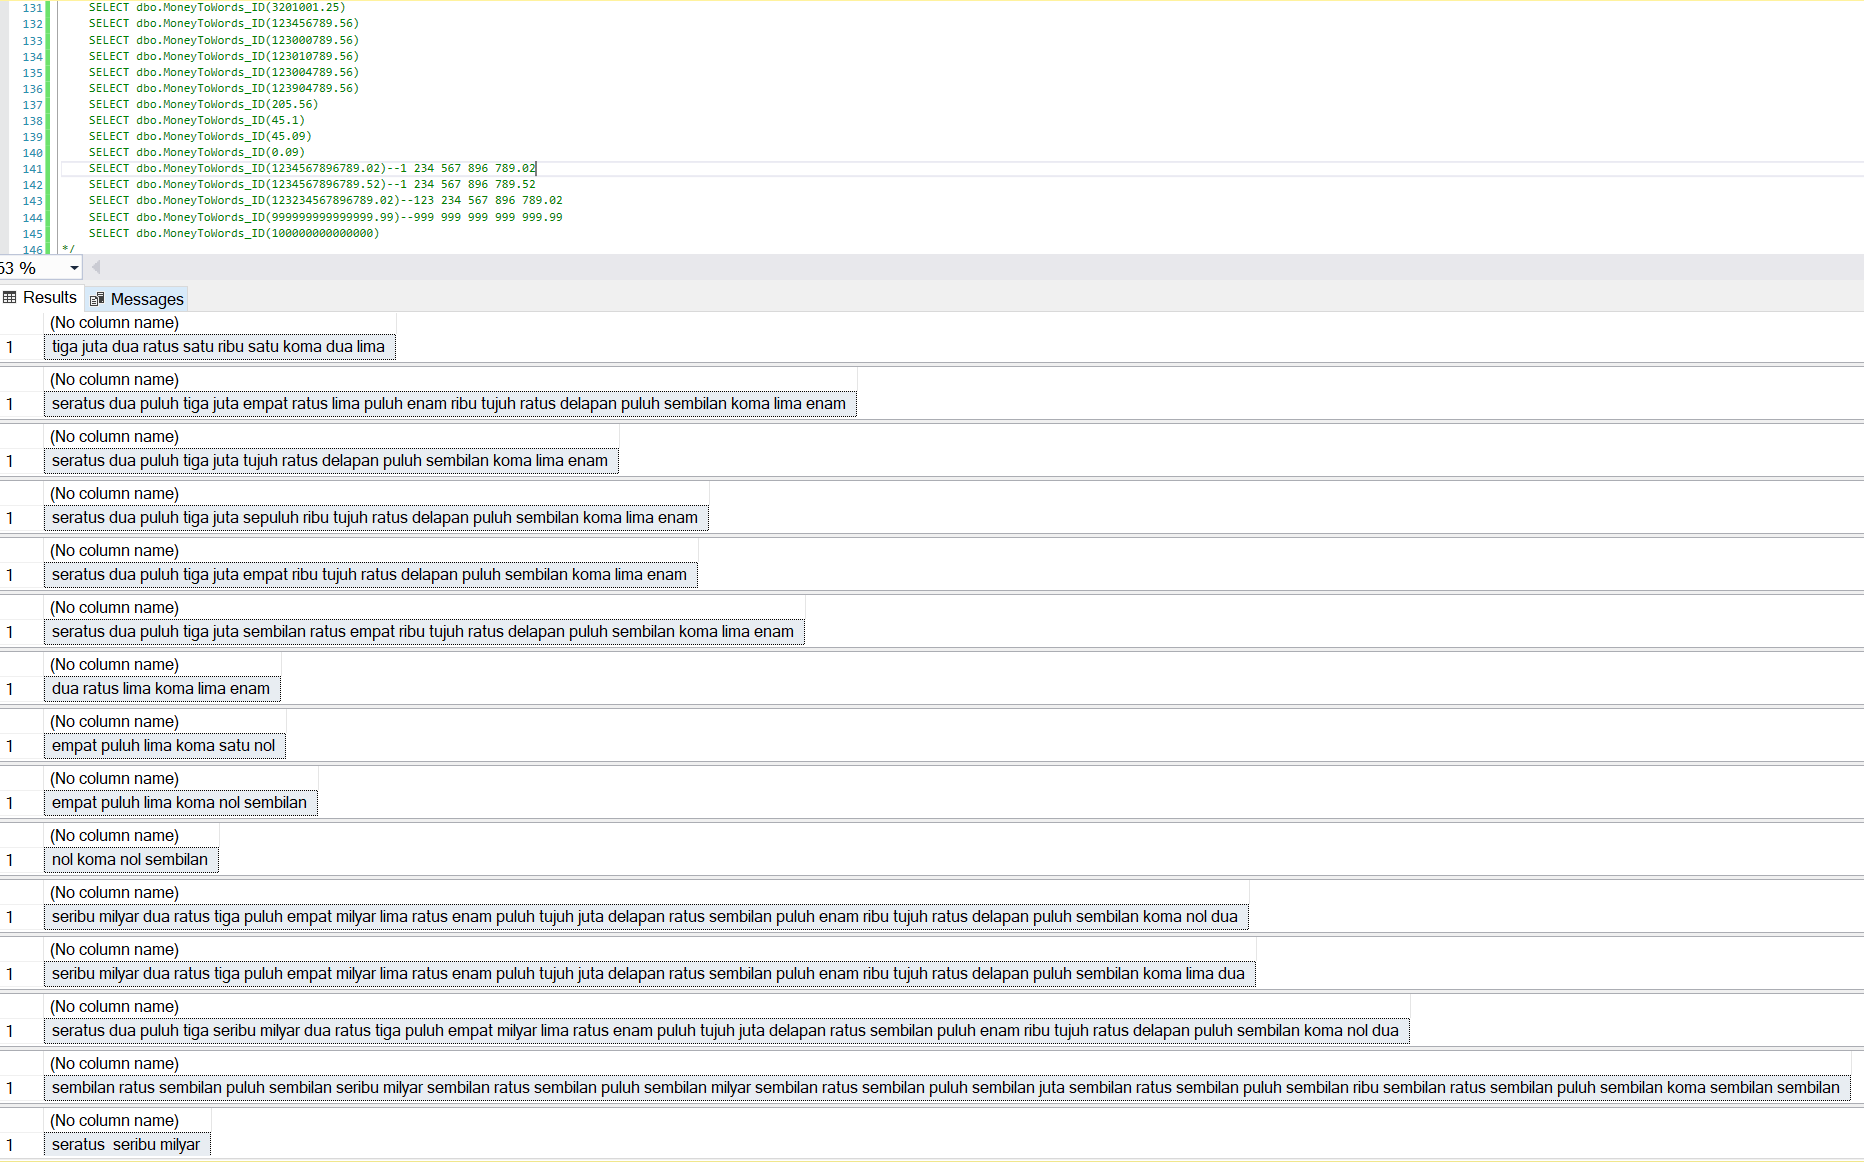 131 SELECT dbo.MoneyToWords_ID(3201001.25)
132 SELECT dbo.MoneyToWords_ID(123456789.56)
133 SELECT dbo.MoneyToWords_ID(123000789.56)
134 SELECT dbo.MoneyToWords_ID(123010789.56)
135 SELECT dbo.MoneyToWords_ID(123004789.56)
136 SELECT dbo.MoneyToWords_ID(123904789.56)
137 SELECT dbo.MoneyToWords_ID(205.56)
138 SELECT dbo.MoneyToWords_ID(45.1)
139 SELECT dbo.MoneyToWords_ID(45.09)
140 SELECT dbo.MoneyToWords_ID(0.09)
141 SELECT dbo.MoneyToWords_ID(1234567896789.02)--1 234 567 896 789.02
142 SELECT dbo.MoneyToWords_ID(1234567896789.52)--1 234 567 896 789.52
143 SELECT dbo.MoneyToWords_ID(123234567896789.02)--123 234 567 896 789.02
144 SELECT dbo.MoneyToWords_ID(999999999999999.99)--999 999 999 999 999.99
145 SELECT dbo.MoneyToWords_ID(100000000000000)
146 */
53 %
Results Messages
(No column name)
1 tiga juta dua ratus satu ribu satu koma dua lima
(No column name)
1 seratus dua puluh tiga juta empat ratus lima puluh enam ribu tujuh ratus delapan puluh sembilan koma lima enam
(No column name)
1 seratus dua puluh tiga juta tujuh ratus delapan puluh sembilan koma lima enam
(No column name)
1 seratus dua puluh tiga juta sepuluh ribu tujuh ratus delapan puluh sembilan koma lima enam
(No column name)
1 seratus dua puluh tiga juta empat ribu tujuh ratus delapan puluh sembilan koma lima enam
(No column name)
1 seratus dua puluh tiga juta sembilan ratus empat ribu tujuh ratus delapan puluh sembilan koma lima enam
(No column name)
1 dua ratus lima koma lima enam
(No column name)
1 empat puluh lima koma satu nol
(No column name)
1 empat puluh lima koma nol sembilan
(No column name)
1 nol koma nol sembilan
(No column name)
1 seribu milyar dua ratus tiga puluh empat milyar lima ratus enam puluh tujuh juta delapan ratus sembilan puluh enam ribu tujuh ratus delapan puluh sembilan koma nol dua
(No column name)
1 seribu milyar dua ratus tiga puluh empat milyar lima ratus enam puluh tujuh juta delapan ratus sembilan puluh enam ribu tujuh ratus delapan puluh sembilan koma lima dua
(No column name)
1 seratus dua puluh tiga seribu milyar dua ratus tiga puluh empat milyar lima ratus enam puluh tujuh juta delapan ratus sembilan puluh enam ribu tujuh ratus delapan puluh sembilan koma nol dua
(No column name)
1 sembilan ratus sembilan puluh sembilan seribu milyar sembilan ratus sembilan puluh sembilan milyar sembilan ratus sembilan puluh sembilan juta sembilan ratus sembilan puluh sembilan ribu sembilan ratus sembilan puluh sembilan koma sembilan sembilan
(No column name)
1 seratus  seribu milyar